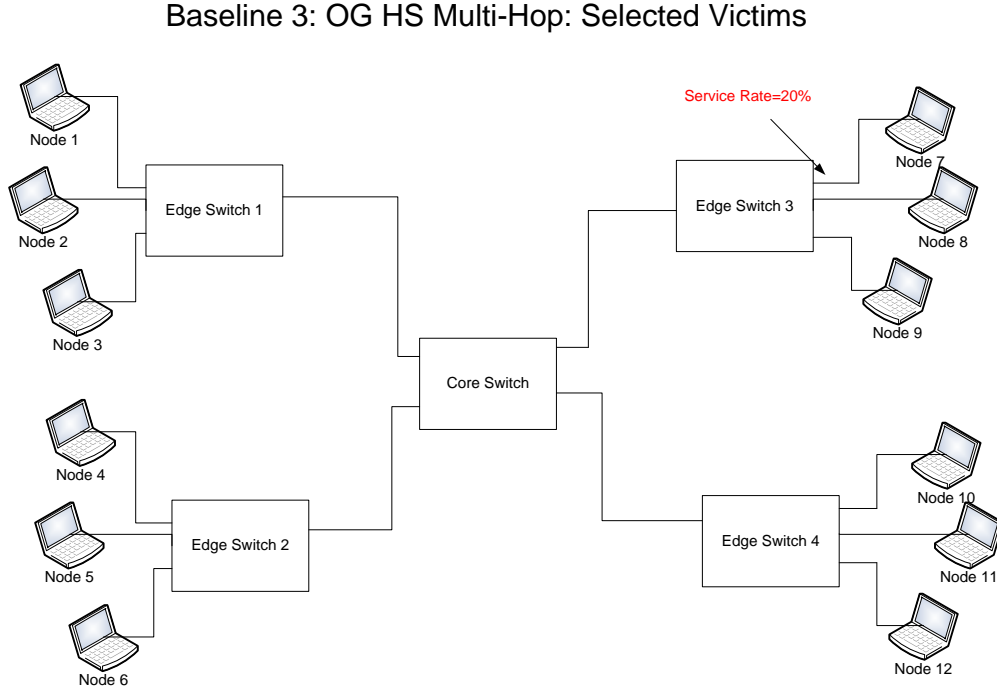 Baseline 3: OG HS Multi-Hop: Selected Victims
Service Rate=20%
Node 1
Node 7
Edge Switch 1
Edge Switch 3
Node 2
Node 8
Node 3
Node 9
Core Switch
Node 4
Node 10
Edge Switch 2
Edge Switch 4
Node 5
Node 11
Node 6
Node 12